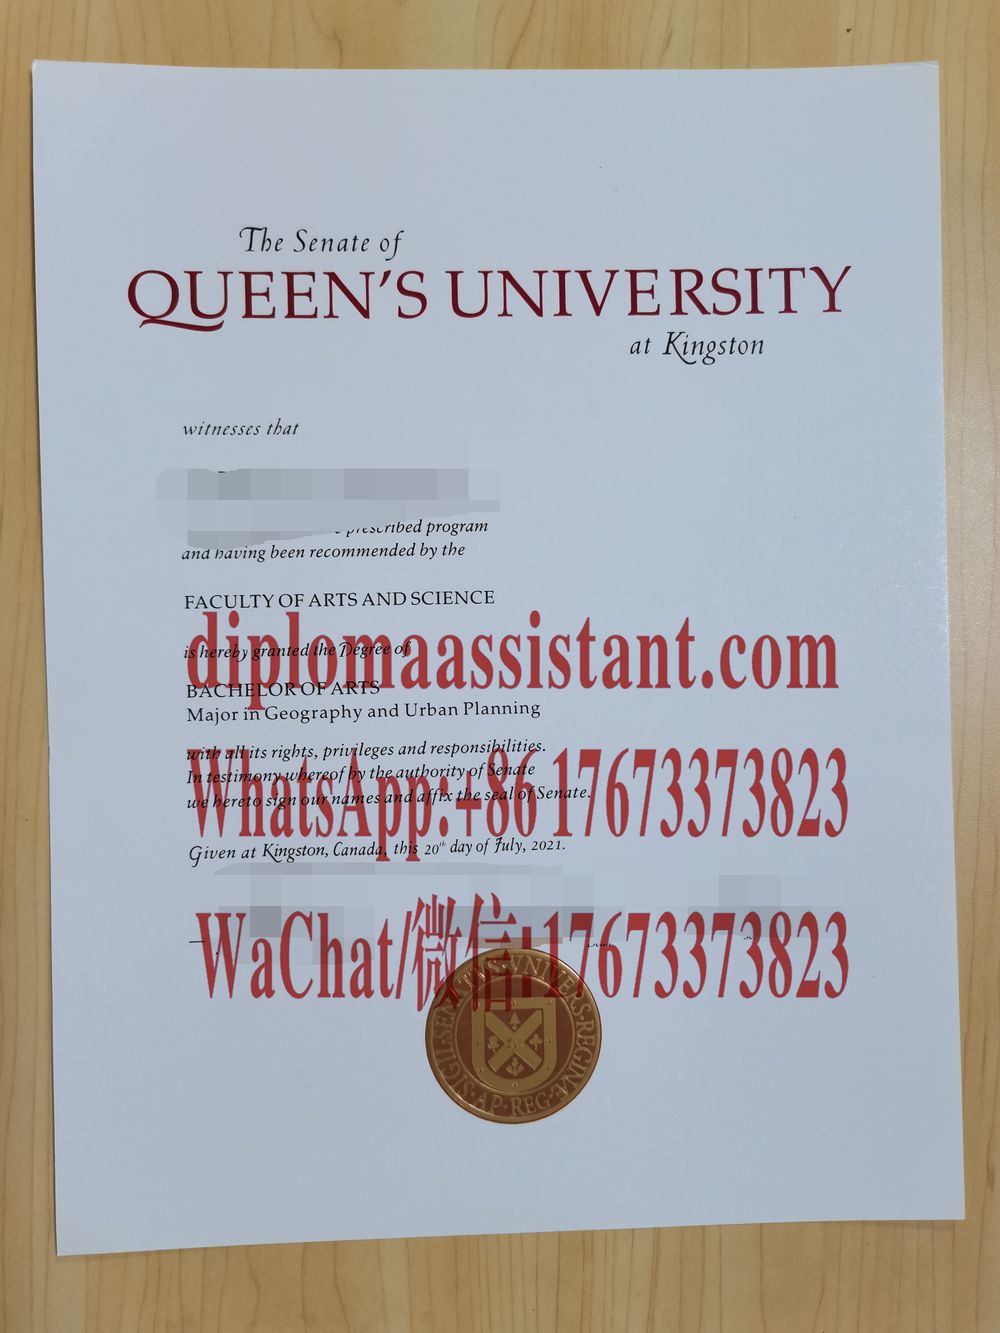 The Senate of
QUEEN'S UNIVERSITY
at Kingston
witnesses that
prescribed program
and having been recommended by the
FACULTY OF ARTS AND SCIENCE
diplomaassistant.com
is hereby granted the Degree of
BACHELOR OF ARTS
Major in Geography and Urban Planning
with all its rights, privileges and responsibilities.
In testimony whereof by the authority of Senate
WhatsApp:+86 17673373823
we hereto sign our names and affix the seal of Senate.
Given at Kingston, Canada, this 20th day of July, 2021.
WaChat/微信:17673373823